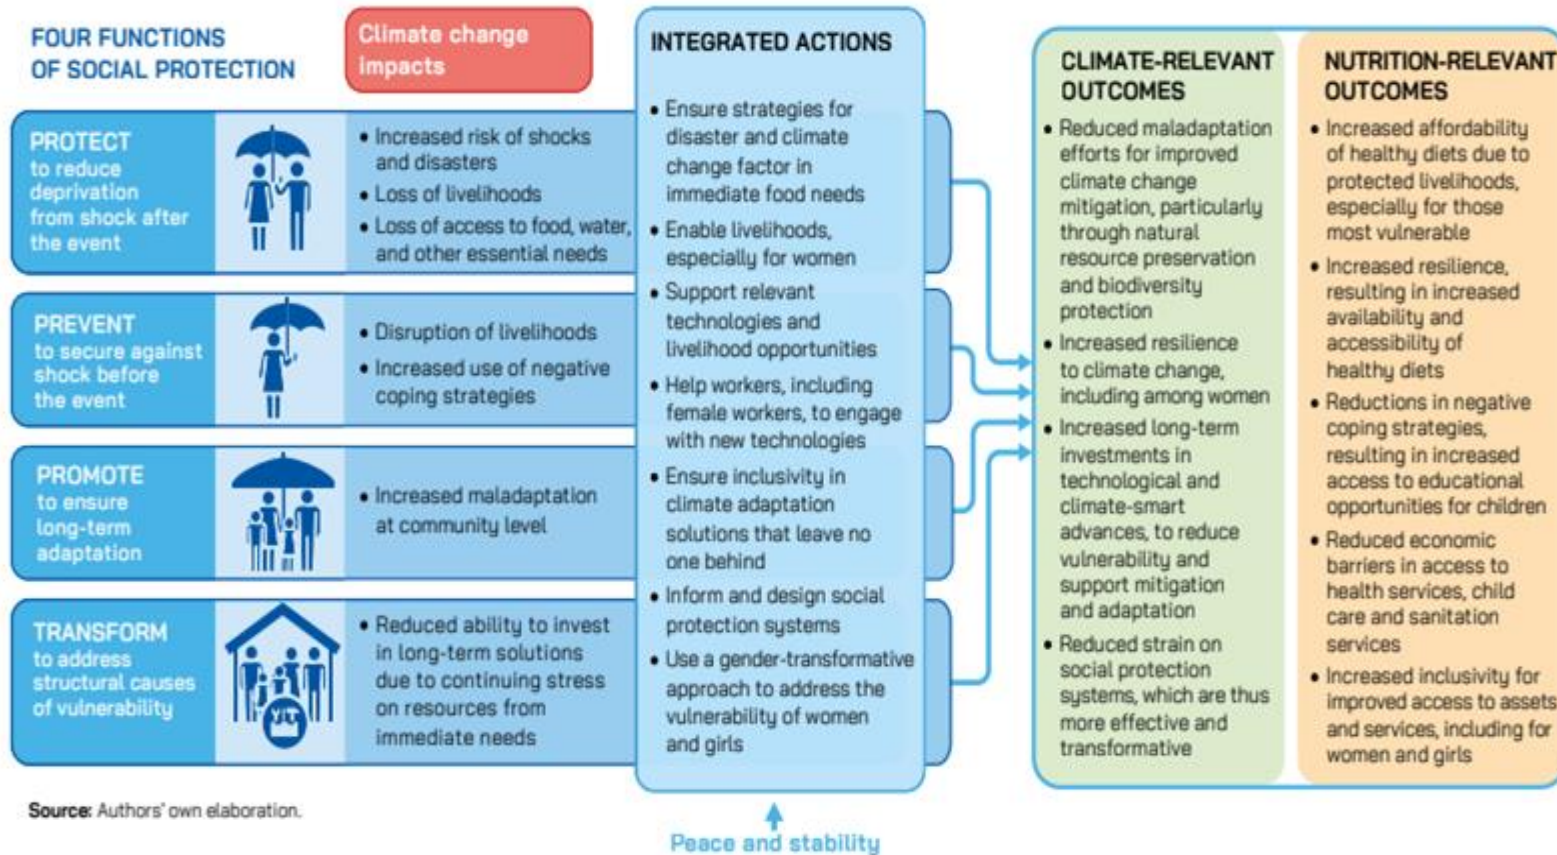 FOUR FUNCTIONS
OF SOCIAL PROTECTION
Climate change
impacts
PROTECT
to reduce
deprivation
from shock after
the event
• Increased risk of shocks
and disasters
• Loss of livelihoods
• Loss of access to food, water,
and other essential needs
PREVENT
to secure against
shock before
the event
• Disruption of livelihoods
• Increased use of negative
coping strategies
PROMOTE
to ensure
long-term
adaptation
• Increased maladaptation
at community level
TRANSFORM
to address
structural causes
of vulnerability
• Reduced ability to invest
in long-term solutions
due to continuing stress
on resources from
immediate needs
INTEGRATED ACTIONS
• Ensure strategies for
disaster and climate
change factor in
immediate food needs
• Enable livelihoods,
especially for women
• Support relevant
technologies and
livelihood opportunities
• Help workers, including
female workers, to engage
with new technologies
• Ensure inclusivity in
climate adaptation
solutions that leave no
one behind
• Inform and design social
protection systems
• Use a gender-transformative
approach to address the
vulnerability of women
and girls
CLIMATE-RELEVANT
OUTCOMES
• Reduced maladaptation
efforts for improved
climate change
mitigation, particularly
through natural
resource preservation
and biodiversity
protection
• Increased resilience
to climate change,
including among women
• Increased long-term
investments in
technological and
climate-smart
advances, to reduce
vulnerability and
support mitigation
and adaptation
• Reduced strain on
social protection
systems, which are thus
more effective and
transformative
NUTRITION-RELEVANT
OUTCOMES
• Increased affordability
of healthy diets due to
protected livelihoods,
especially for those
most vulnerable
• Increased resilience,
resulting in increased
availability and
accessibility of
healthy diets
• Reductions in negative
coping strategies,
resulting in increased
access to educational
opportunities for children
• Reduced economic
barriers in access to
health services, child
care and sanitation
services
• Increased inclusivity for
improved access to assets
and services, including for
women and girls
Source: Authors' own elaboration.
Peace and stability